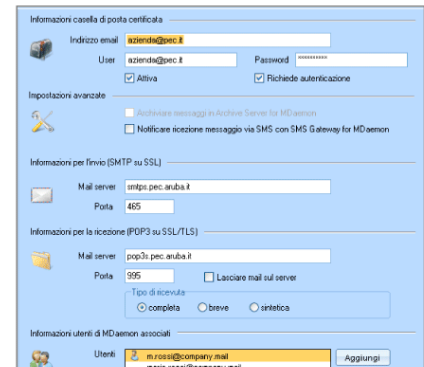 Informazioni casella di posta certificata
Indirizzo email azienda@pec.it
User azienda@pec.it Password **********
Attiva Richiede autenticazione
Impostazioni avanzate
Archiviare messaggi in Archive Server for MDaemon
Notificare ricezione messaggio via SMS con SMS Gateway for MDaemon
Informazioni per l'invio (SMTP su SSL)
Mail server smtps.pec.aruba.it
Porta 465
Informazioni per la ricezione (POP3 su SSL/TLS)
Mail server pop3s.pec.aruba.it
Porta 995 Lasciare mail sul server
Tipo di ricevuta
completa breve sintetica
Informazioni utenti di MDaemon associati
Utenti m.rossi@company.mail Aggiungi
mario.rossi@company.mail